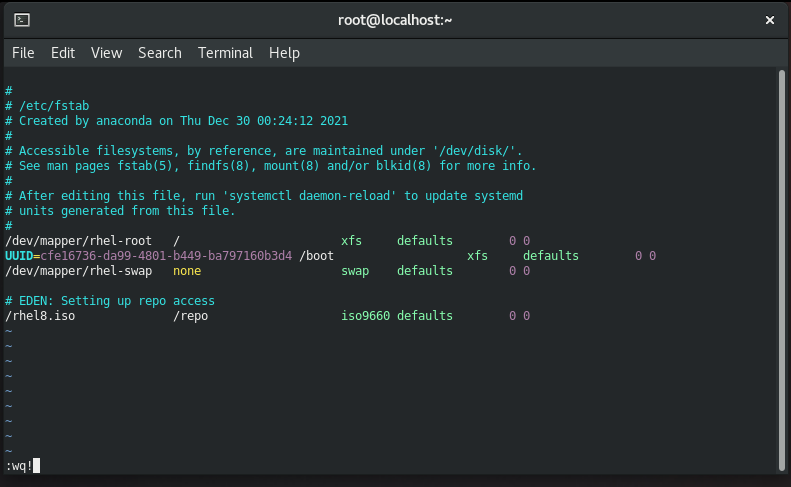 root@localhost:~
File Edit View Search Terminal Help
#
# /etc/fstab
# Created by anaconda on Thu Dec 30 00:24:12 2021
#
# Accessible filesystems, by reference, are maintained under '/dev/disk/'.
# See man pages fstab(5), findfs(8), mount(8) and/or blkid(8) for more info.
#
# After editing this file, run 'systemctl daemon-reload' to update systemd
# units generated from this file.
#
/dev/mapper/rhel-root   /                       xfs     defaults        0 0
UUID=cfe16736-da99-4801-b449-ba797160b3d4 /boot                   xfs     defaults        0 0
/dev/mapper/rhel-swap   none                    swap    defaults        0 0
# EDEN: Setting up repo access
/rhel8.iso              /repo                   iso9660 defaults        0 0
~
~
~
~
~
~
~
~
~
:wq!